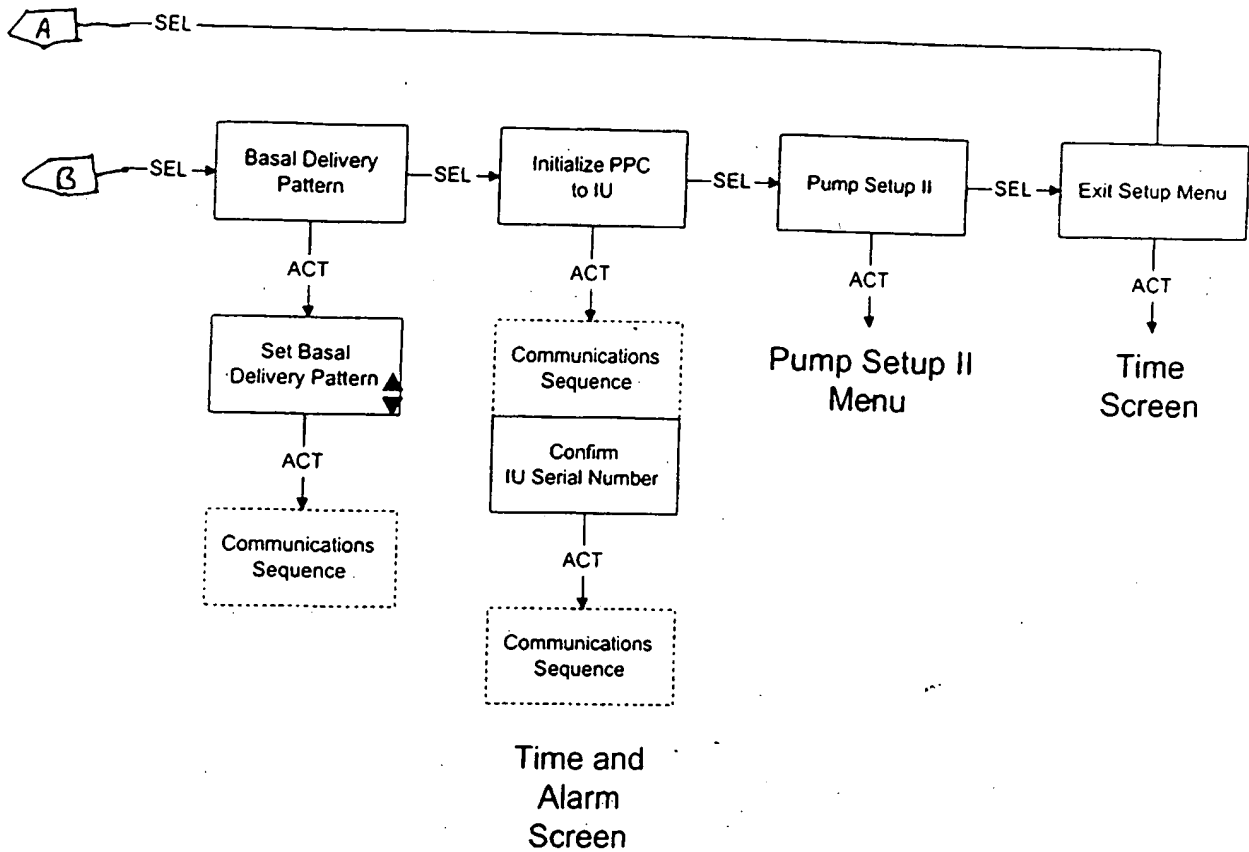 A
SEL
B
SEL
Basal Delivery
Pattern
SEL
Initialize PPC
to IU
SEL
Pump Setup II
SEL
Exit Setup Menu
ACT
ACT
ACT
ACT
Set Basal
Delivery Pattern
Communications
Sequence
Pump Setup II
Menu
Time
Screen
ACT
Confirm
IU Serial Number
Communications
Sequence
ACT
Communications
Sequence
Time and
Alarm
Screen